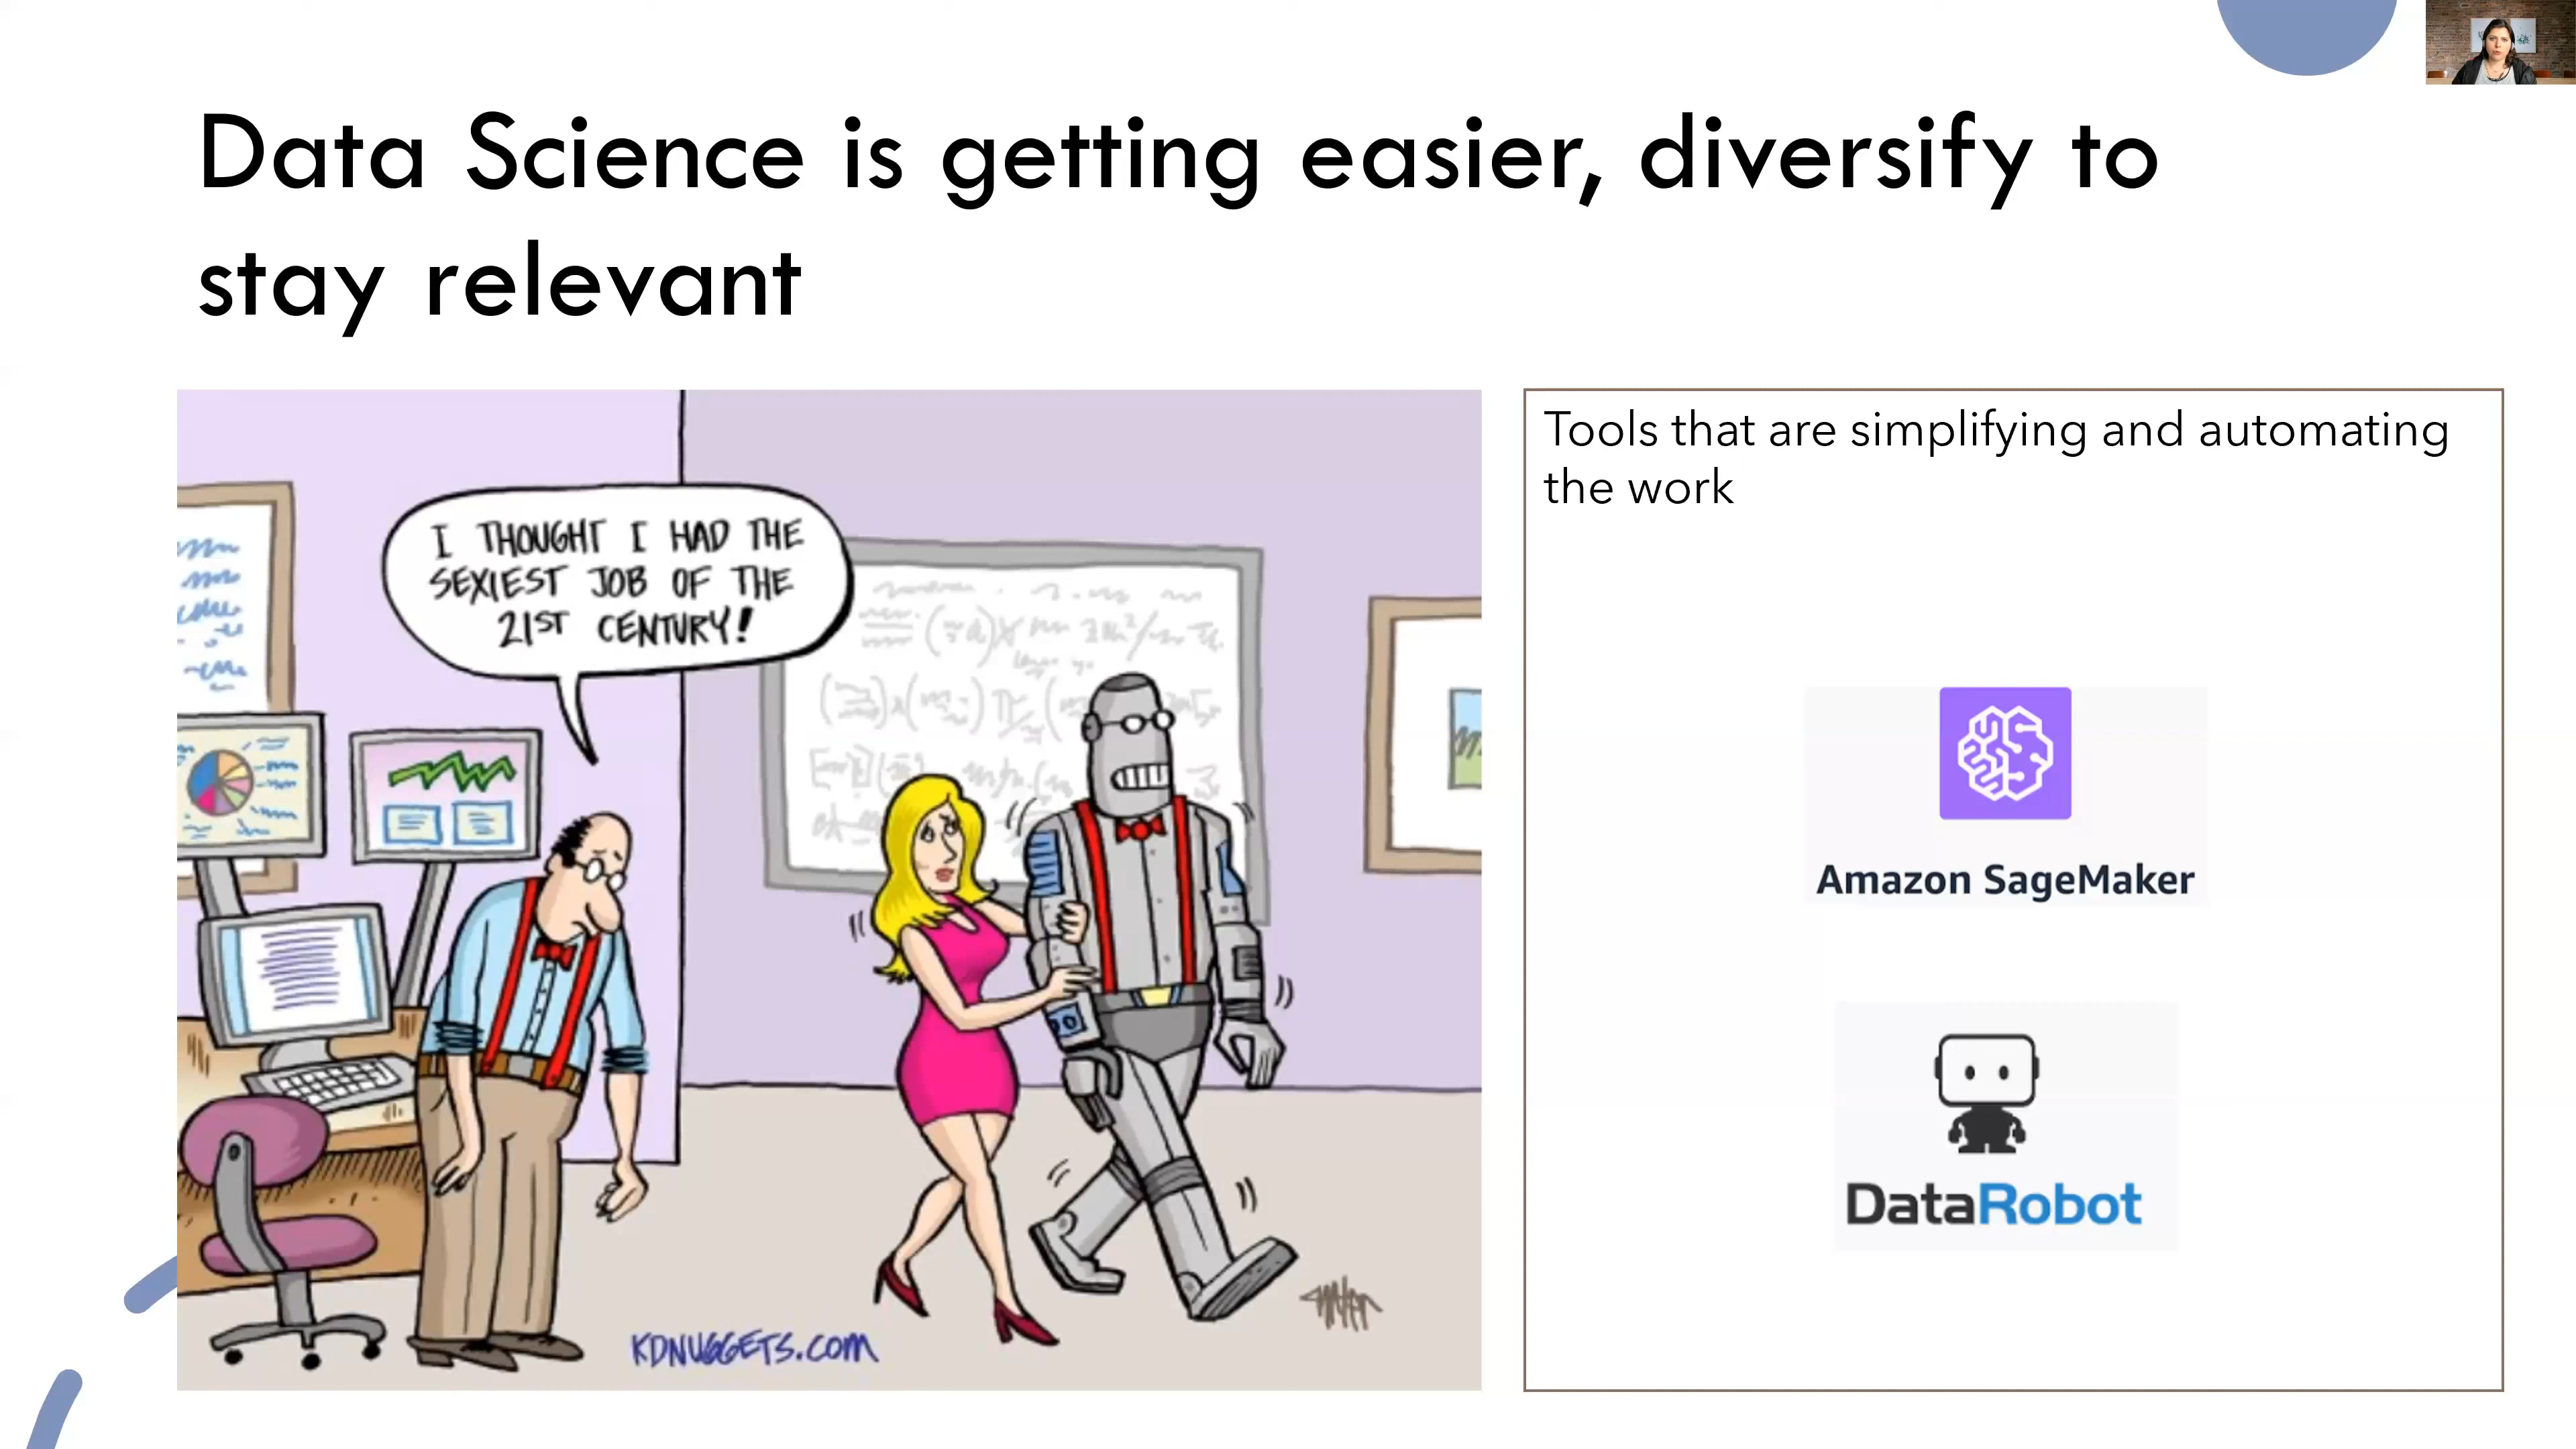 Data Science is getting easier, diversify to
stay relevant
I THOUGHT I HAD THE
SEXIEST JOB OF THE
21ST CENTURY!
KDNUGGETS.COM
Tools that are simplifying and automating
the work
Amazon SageMaker
DataRobot